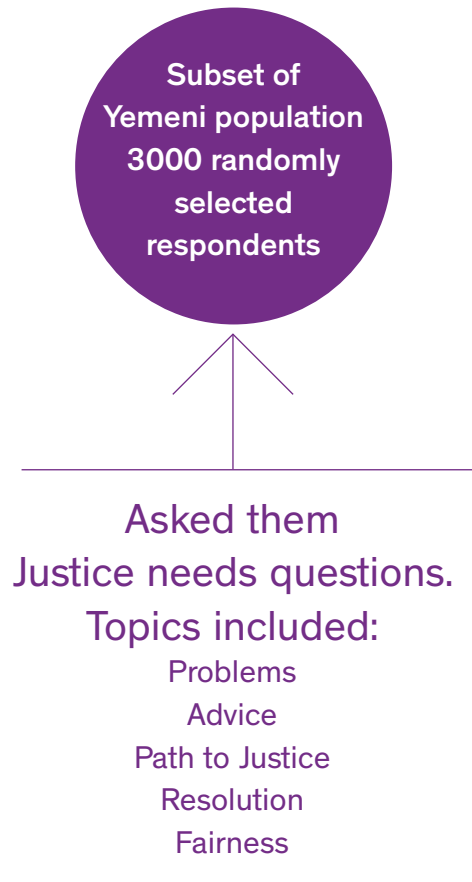 Subset of
Yemeni population
3000 randomly
selected
respondents
Asked them
Justice needs questions.
Topics included:
Problems
Advice
Path to Justice
Resolution
Fairness